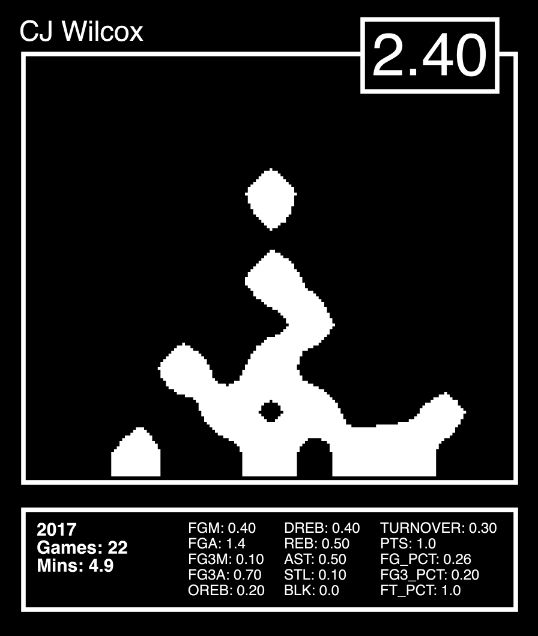 CJ Wilcox
2.40
2017
Games: 22
Mins: 4.9
FGM: 0.40
FGA: 1.4
FG3M: 0.10
FG3A: 0.70
OREB: 0.20
DREB: 0.40
REB: 0.50
AST: 0.50
STL: 0.10
BLK: 0.0
TURNOVER: 0.30
PTS: 1.0
FG_PCT: 0.26
FG3_PCT: 0.20
FT_PCT: 1.0